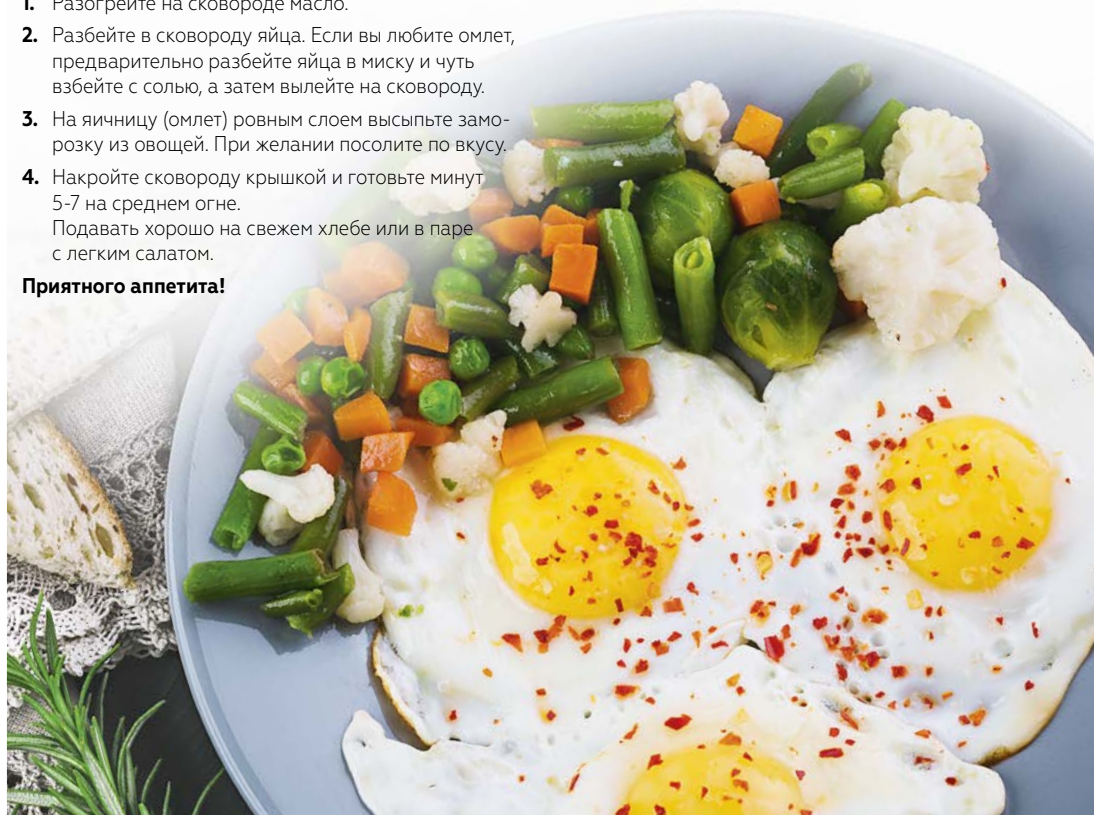 1. Разогрейте на сковороде масло.
2. Разбейте в сковороду яйца. Если вы любите омлет,
предварительно разбейте яйца в миску и чуть
взбейте с солью, а затем вылейте на сковороду.
3. На яичницу (омлет) ровным слоем высыпьте замо-
розку из овощей. При желании посолите по вкусу.
4. Накройте сковороду крышкой и готовьте минут
5-7 на среднем огне.
Подавать хорошо на свежем хлебе или в паре
с легким салатом.
Приятного аппетита!